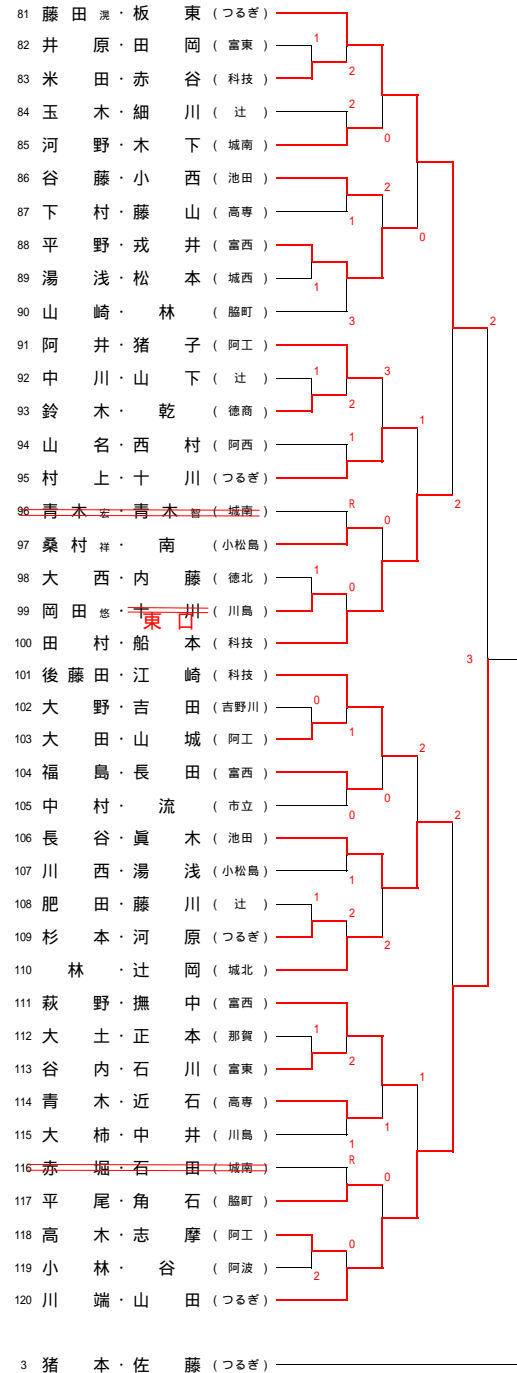 81 藤田滉・板東 (つるぎ)
82 井原・田岡 (富東) 1
83 米田・赤谷 (科技) 2
84 玉木・細川 (辻) 2
85 河野・木下 (城南) 0
86 谷藤・小西 (池田) 2
87 下村・藤山 (高専) 1 0
88 平野・戎井 (富西)
89 湯浅・松本 (城西) 1
90 山崎・林 (脇町) 3 2
91 阿井・猪子 (阿工)
92 中川・山下 (辻) 1 3
93 鈴木・乾 (徳商) 2 1
94 山名・西村 (阿西) 1
95 村上・十川 (つるぎ)
96 青木宏・青木智 (城南) R 2
97 桑村祥・南 (小松島) 0
98 大西・内藤 (徳北) 1
99 岡田悠・十川 (川島) 0
東口
100 田村・船本 (科技) 3
101 後藤田・江崎 (科技)
102 大野・吉田 (吉野川) 0
103 大田・山城 (阿工) 1 2
104 福島・長田 (富西) 0
105 中村・流 (市立) 0
106 長谷・眞木 (池田) 2
107 川西・湯浅 (小松島) 1
108 肥田・藤川 (辻) 1
109 杉本・河原 (つるぎ) 2 2
110 林・辻岡 (城北)
111 萩野・撫中 (富西)
112 大土・正本 (那賀) 1
113 谷内・石川 (富東) 2
114 青木・近石 (高専) 1 1
115 大柿・中井 (川島) 1
116 赤堀・石田 (城南) R
117 平尾・角石 (脇町) 0
118 高木・志摩 (阿工)
119 小林・谷 (阿波) 2 0
120 川端・山田 (つるぎ)
3 猪本・佐藤 (つるぎ)